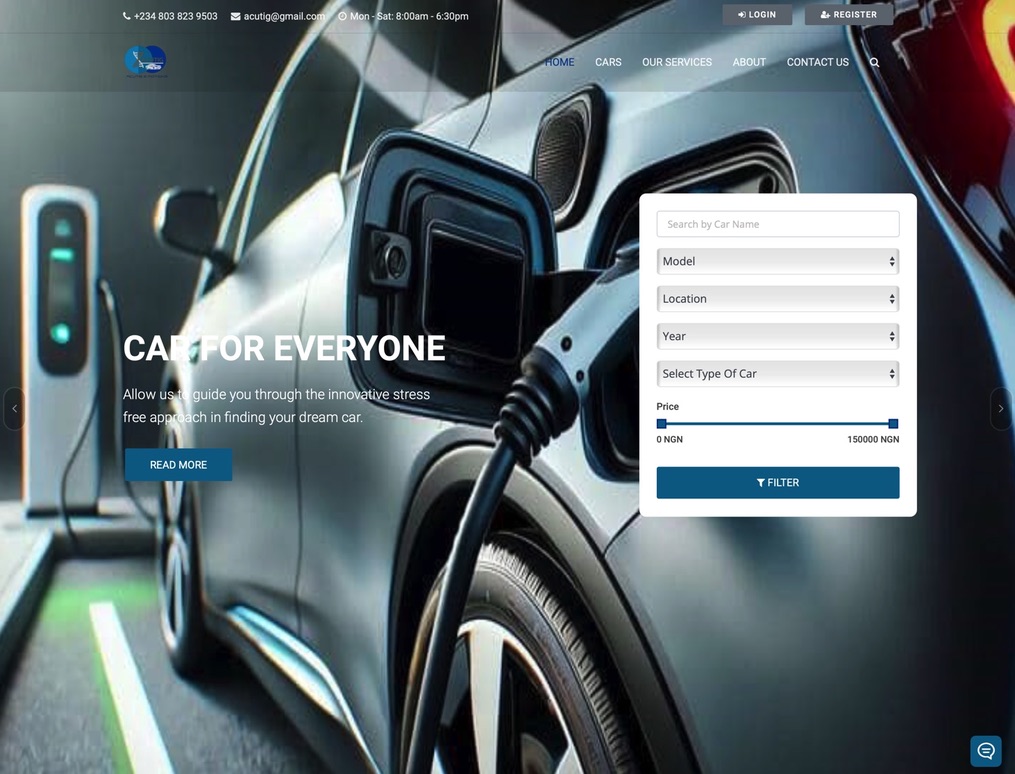 +234 803 823 9503 acutig@gmail.com Mon - Sat: 8:00am - 6:30pm LOGIN REGISTER
HOME CARS OUR SERVICES ABOUT CONTACT US
Search by Car Name
Model
Location
Year
Select Type Of Car
Price
0 NGN 150000 NGN
FILTER
CAR FOR EVERYONE
Allow us to guide you through the innovative stress
free approach in finding your dream car.
READ MORE